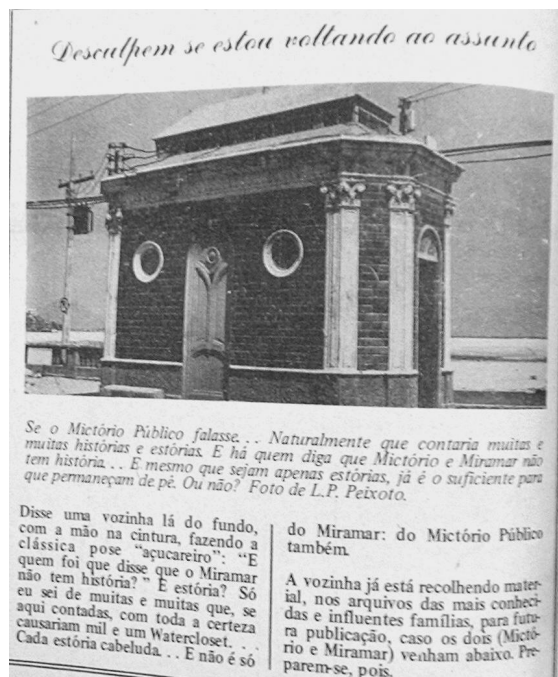 Desculpem se estou voltando ao assunto
Se o Mictório Público falasse. . . Naturalmente que contaria muitas e
muitas histórias e estórias. E há quem diga que Mictório e Miramar não
tem história. . . E mesmo que sejam apenas estórias, já é o suficiente para
que permaneçam de pé. Ou não? Foto de L.P. Peixoto.
Disse uma vozinha lá do fundo,
com a mão na cintura, fazendo a
clássica pose "açucareiro": "E
quem foi que disse que o Miramar
não tem história?" E estória? Só
eu sei de muitas e muitas que, se
aqui contadas, com toda a certeza
causariam mil e um Watercloset. . .
Cada estória cabeluda. . . E não é só
do Miramar: do Mictório Público
também.
A vozinha já está recolhendo mater-
ial, nos arquivos das mais conheci-
das e influentes famílias, para futu-
ra publicação, caso os dois (Mictó-
rio e Miramar) venham abaixo. Pre-
parem-se, pois.